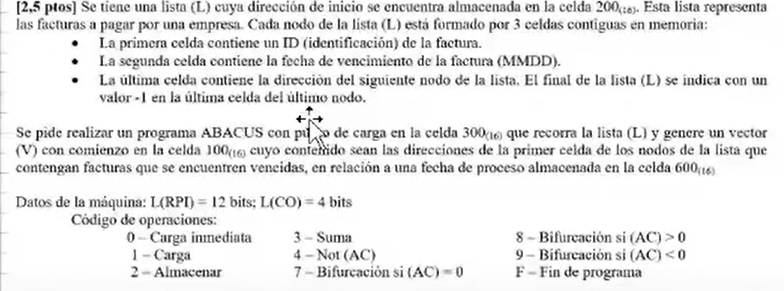 [2,5 ptos] Se tiene una lista (L) cuya dirección de inicio se encuentra almacenada en la celda 200(16). Esta lista representa
las facturas a pagar por una empresa. Cada nodo de la lista (L) está formado por 3 celdas contiguas en memoria:
• La primera celda contiene un ID (identificación) de la factura.
• La segunda celda contiene la fecha de vencimiento de la factura (MMDD).
• La última celda contiene la dirección del siguiente nodo de la lista. El final de la lista (L) se indica con un
valor -1 en la última celda del último nodo.
Se pide realizar un programa ABACUS con de carga en la celda 300(16) que recorra la lista (L) y genere un vector
(V) con comienzo en la celda 100(16) cuyo contenido sean las direcciones de la primer celda de los nodos de la lista que
contengan facturas que se encuentren vencidas, en relación a una fecha de proceso almacenada en la celda 600(16)
Datos de la máquina: L(RPI) = 12 bits; L(CO) = 4 bits
Código de operaciones:
0 – Carga inmediata 3 – Suma 8 – Bifurcación si (AC) > 0
1 – Carga 4 – Not (AC) 9 – Bifurcación si (AC) < 0
2 – Almacenar 7 – Bifurcación si (AC) = 0 F – Fin de programa